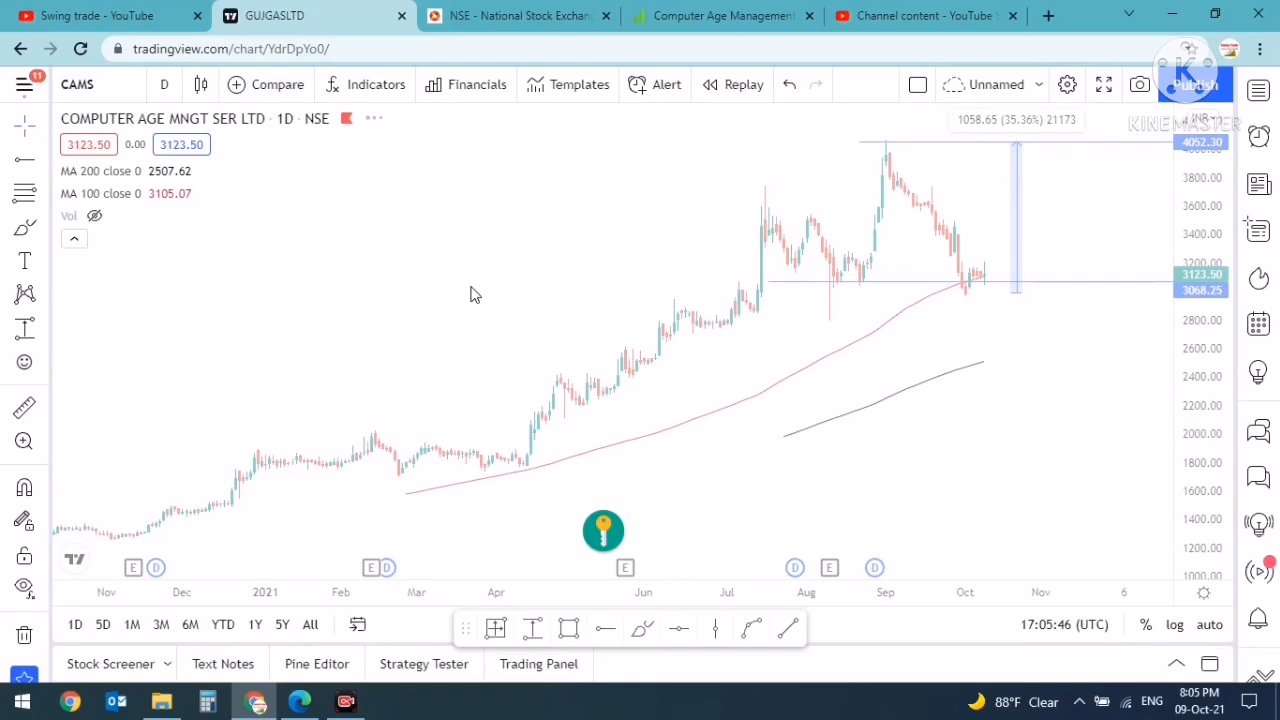 Swing trade - YouTube
GUJGASLTD
NSE - National Stock Exchan
Computer Age Management
Channel content - YouTube S
tradingview.com/chart/YdrDpYo0/
11
CAMS
D
Compare
Indicators
Financials
Templates
Alert
Replay
Unnamed
Publish
K
KINEMASTER
COMPUTER AGE MNGT SER LTD · 1D · NSE
3123.50
0.00
3123.50
MA 200 close 0 2507.62
MA 100 close 0 3105.07
Vol
1058.65 (35.36%) 21173
4052.30
3800.00
3600.00
3400.00
3200.00
3123.50
3068.25
2800.00
2600.00
2400.00
2200.00
2000.00
1800.00
1600.00
1400.00
1200.00
1000.00
E
D
E
D
E
D
E
D
Nov
Dec
2021
Feb
Mar
Apr
Jun
Jul
Aug
Sep
Oct
Nov
6
1D
5D
1M
3M
6M
YTD
1Y
5Y
All
17:05:46 (UTC)
%
log
auto
Stock Screener
Text Notes
Pine Editor
Strategy Tester
Trading Panel
88°F Clear
ENG
8:05 PM
09-Oct-21